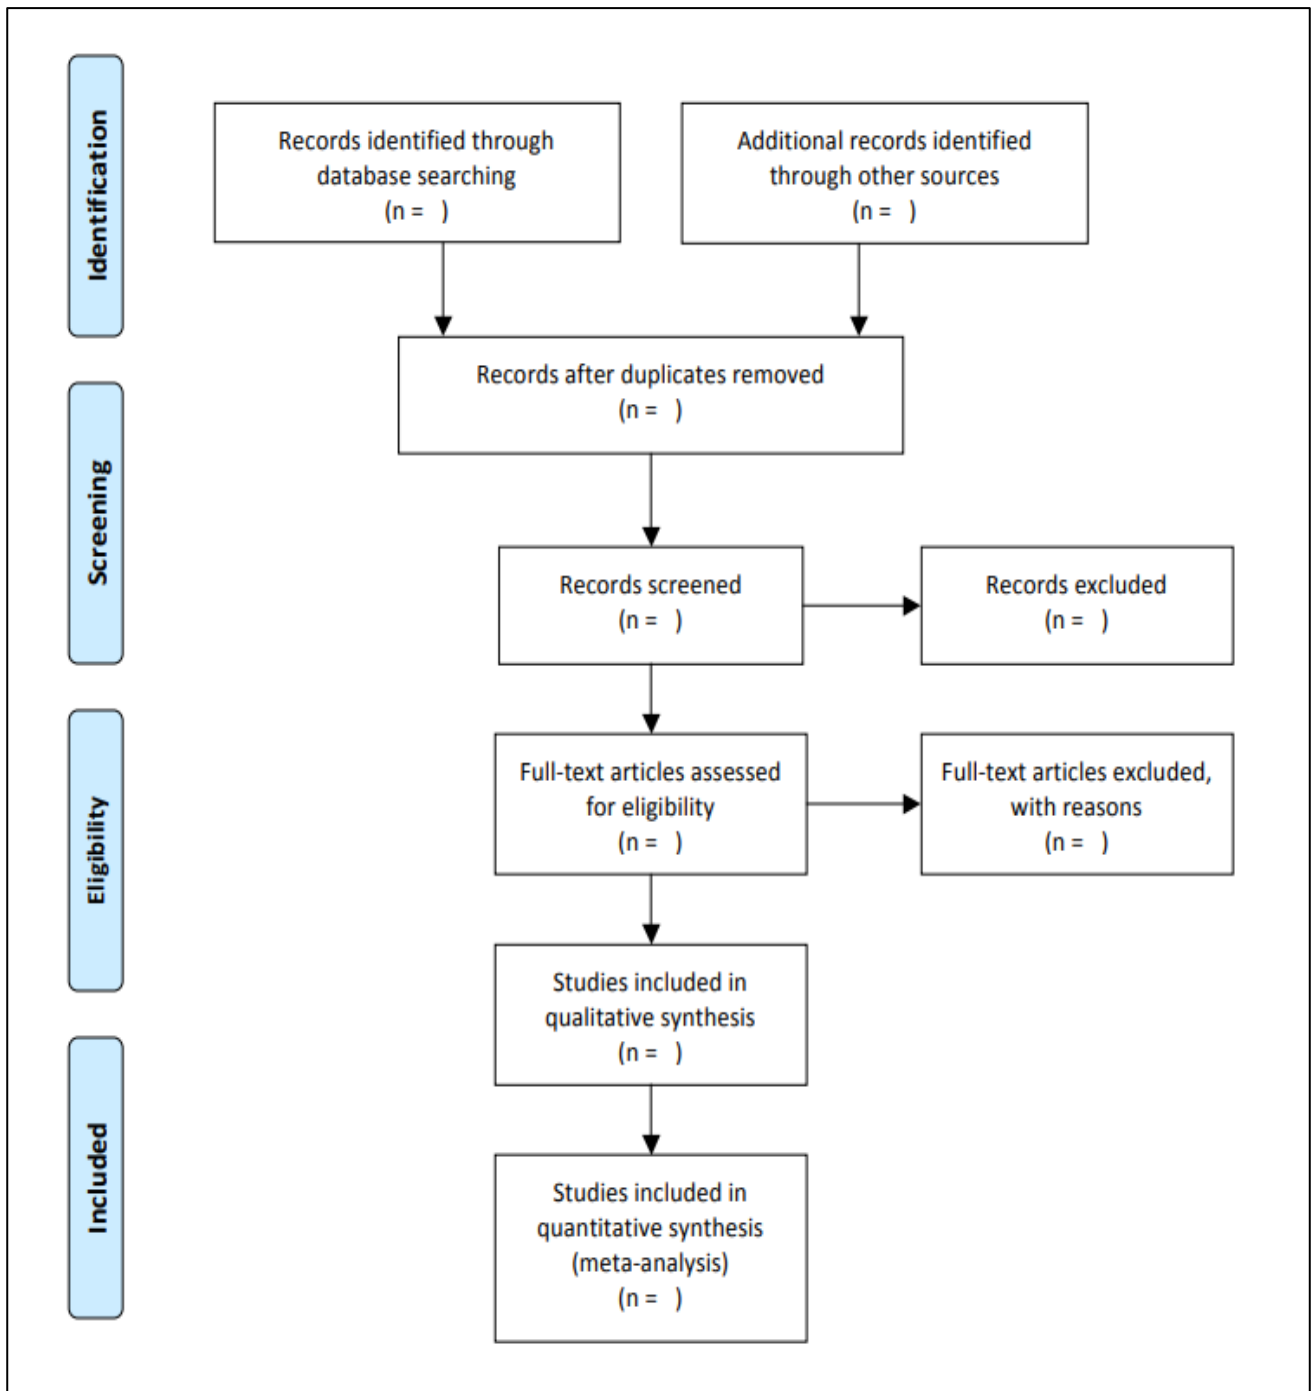 Identification
Records identified through
database searching
(n =   )
Additional records identified
through other sources
(n =   )
Records after duplicates removed
(n =   )
Screening
Records screened
(n =   )
Records excluded
(n =   )
Eligibility
Full-text articles assessed
for eligibility
(n =   )
Full-text articles excluded,
with reasons
(n =   )
Studies included in
qualitative synthesis
(n =   )
Included
Studies included in
quantitative synthesis
(meta-analysis)
(n =   )